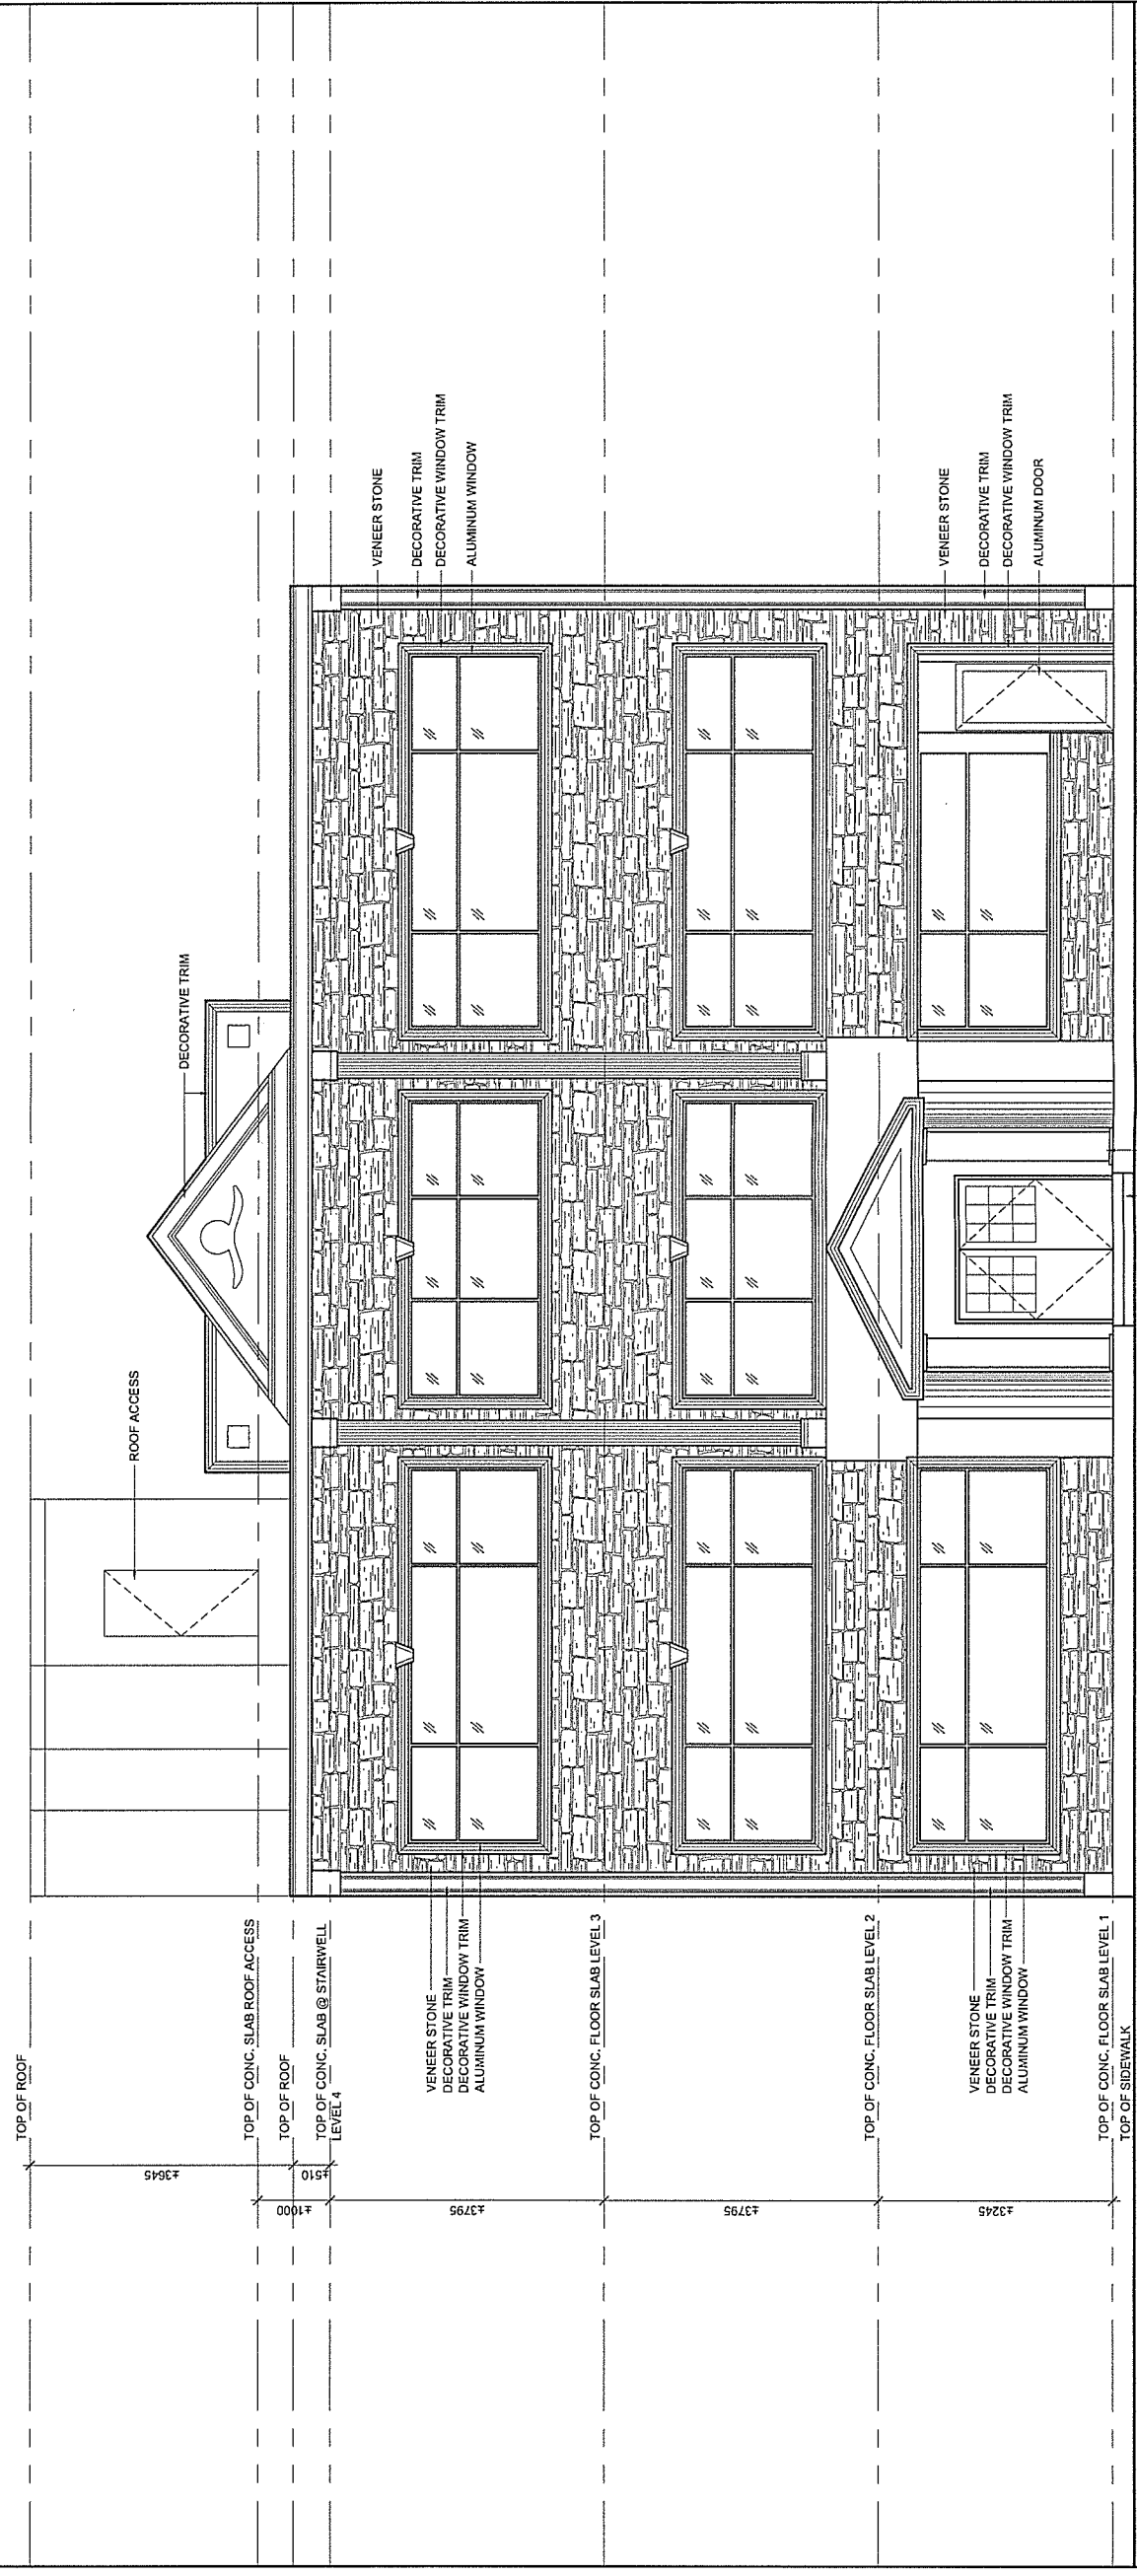 TOP OF ROOF
±3645
ROOF ACCESS
DECORATIVE TRIM
TOP OF CONC. SLAB ROOF ACCESS
TOP OF ROOF
±510
±1000
TOP OF CONC. SLAB @ STAIRWELL
LEVEL 4
VENEER STONE
DECORATIVE TRIM
DECORATIVE WINDOW TRIM
ALUMINUM WINDOW
±3795
VENEER STONE
DECORATIVE TRIM
DECORATIVE WINDOW TRIM
ALUMINUM WINDOW
TOP OF CONC. FLOOR SLAB LEVEL 3
±3795
TOP OF CONC. FLOOR SLAB LEVEL 2
±3245
VENEER STONE
DECORATIVE TRIM
DECORATIVE WINDOW TRIM
ALUMINUM WINDOW
VENEER STONE
DECORATIVE TRIM
DECORATIVE WINDOW TRIM
ALUMINUM DOOR
TOP OF CONC. FLOOR SLAB LEVEL 1
TOP OF SIDEWALK